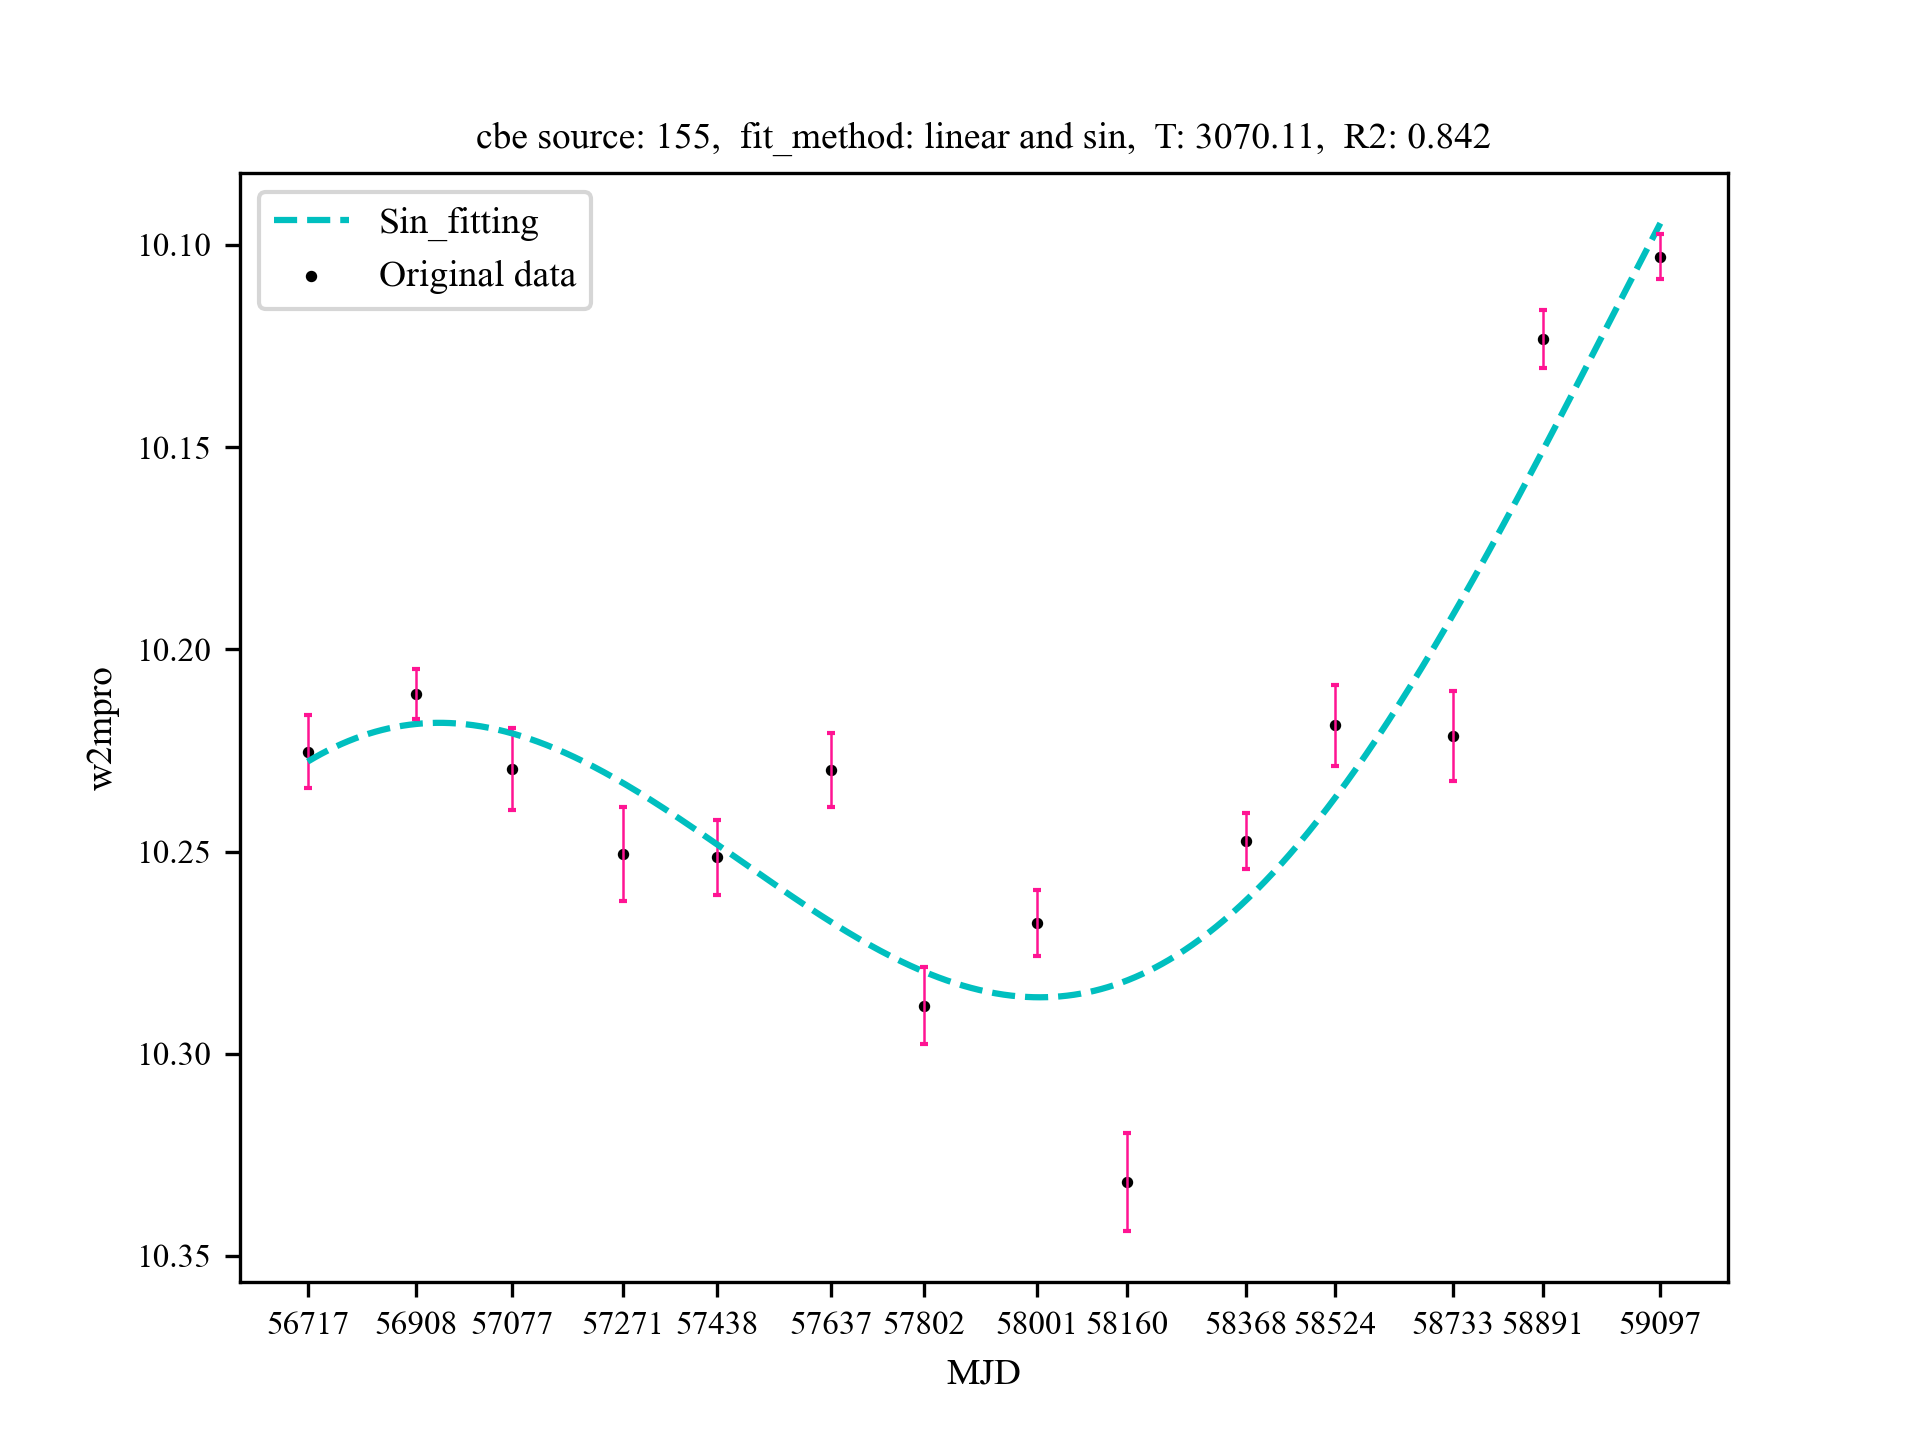 cbe source: 155,  fit_method: linear and sin,  T: 3070.11,  R2: 0.842
Sin_fitting
Original data
10.10
10.15
10.20
10.25
10.30
10.35
w2mpro
56717 56908 57077 57271 57438 57637 57802 58001 58160 58368 58524 58733 58891 59097
MJD